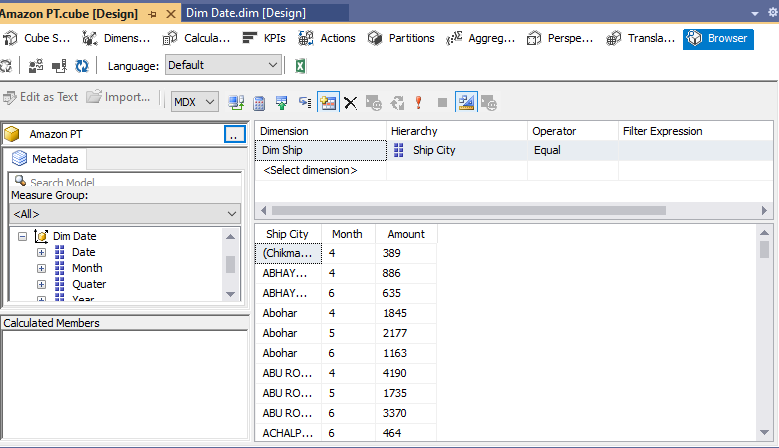 Amazon PT.cube [Design] Dim Date.dim [Design]
Cube S... Dimens... Calcula... KPIs Actions Partitions Aggreg... Perspe... Transla... Browser
Language: Default
Edit as Text Import... MDX
Amazon PT ..
Metadata
Search Model
Measure Group:
<All>
Dim Date
Date
Month
Quater
Year
Calculated Members
Dimension Hierarchy Operator Filter Expression
Dim Ship Ship City Equal
<Select dimension>
Ship City Month Amount
(Chikma... 4 389
ABHAY... 4 886
ABHAY... 6 635
Abohar 4 1845
Abohar 5 2177
Abohar 6 1163
ABU RO... 4 4190
ABU RO... 5 1735
ABU RO... 6 3370
ACHALP... 6 464